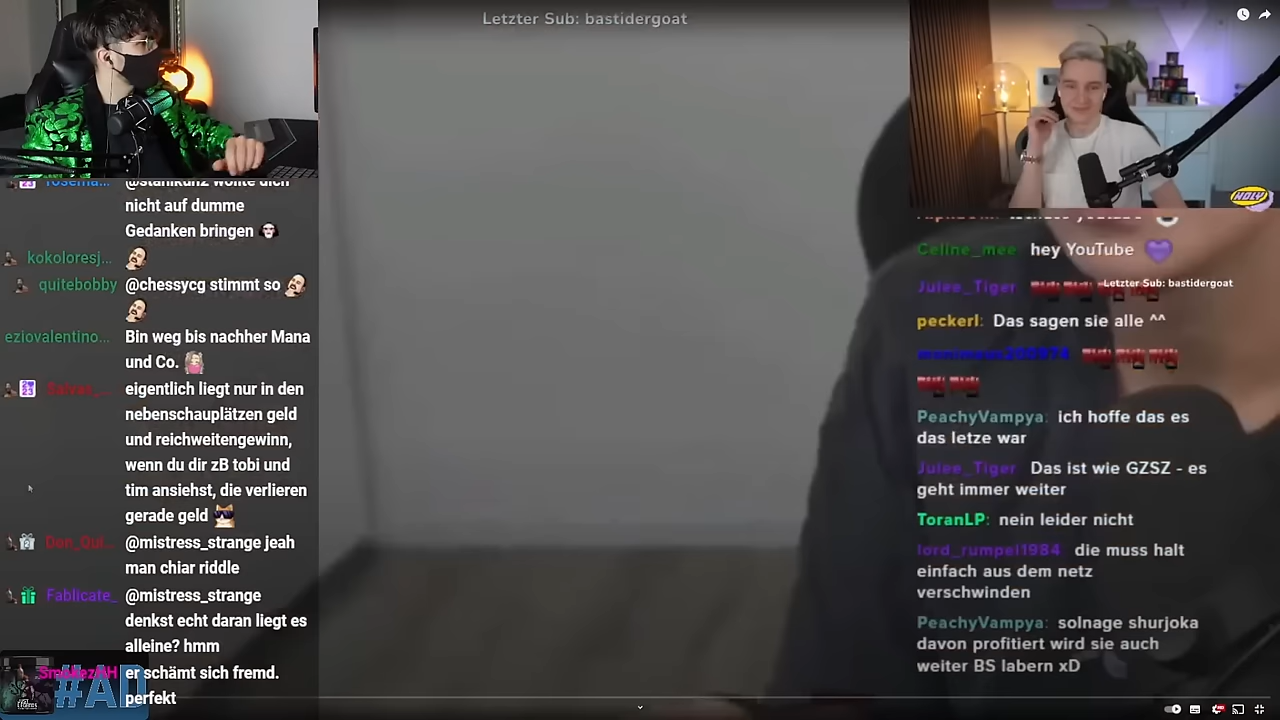 Letzter Sub: bastidergoat
@stahlkunz wollte dich
nicht auf dumme
Gedanken bringen
kokoloresj...
quitebobby @chessycg stimmt so
eziovalentino... Bin weg bis nachher Mana
und Co.
eigentlich liegt nur in den
nebenschauplätzen geld
und reichweitengewinn,
wenn du dir zB tobi und
tim ansiehst, die verlieren
gerade geld
Don_Qui... @mistress_strange jeah
man chiar riddle
Fablicate_ @mistress_strange
denkst echt daran liegt es
alleine? hmm
er schämt sich fremd.
perfekt
#AD
HOLY
Celine_mee: hey YouTube
Julee_Tiger
Letzter Sub: bastidergoat
peckerl: Das sagen sie alle ^^
PeachyVampya: ich hoffe das es
das letze war
Julee_Tiger Das ist wie GZSZ - es
geht immer weiter
ToranLP: nein leider nicht
lord_rumpel1984 die muss halt
einfach aus dem netz
verschwinden
PeachyVampya: solnage shurjoka
davon profitiert wird sie auch
weiter BS labern xD